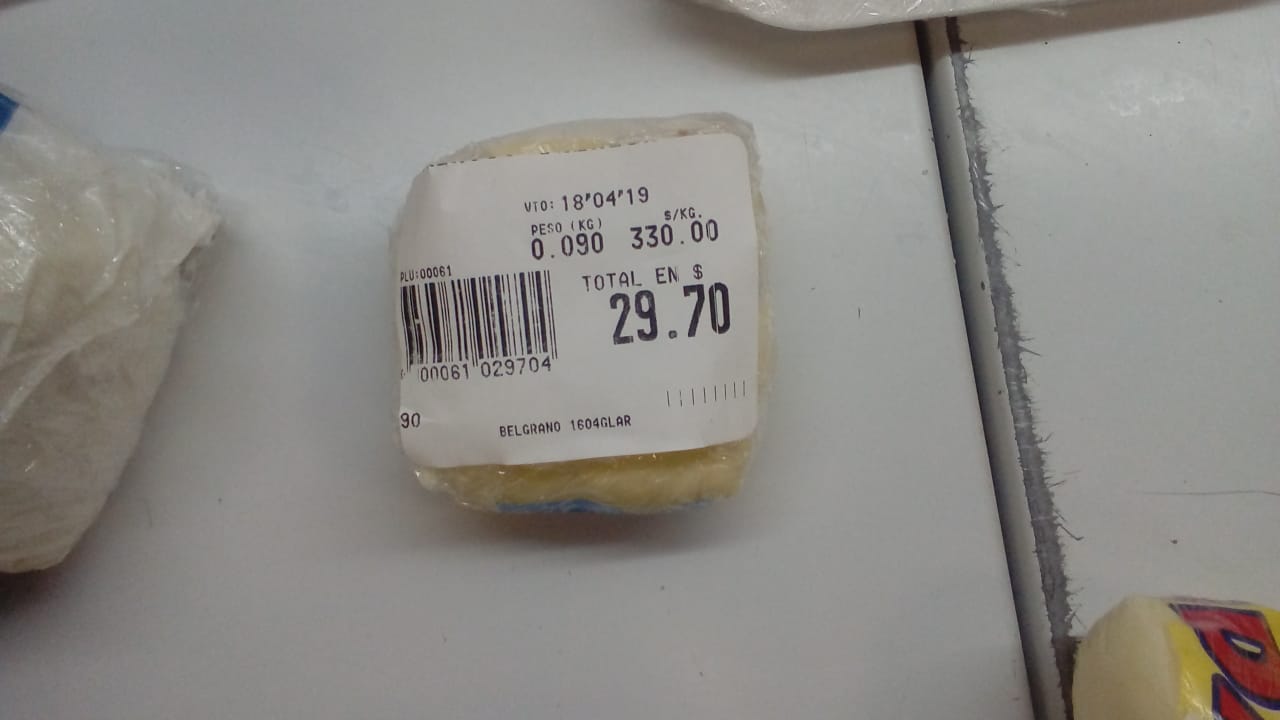 VTO: 18"04"19
PESO (KG) $/KG.
0.090 330.00
PLU:00061
TOTAL EN $
29.70
00061 029704
90
BELGRANO 1604GLAR